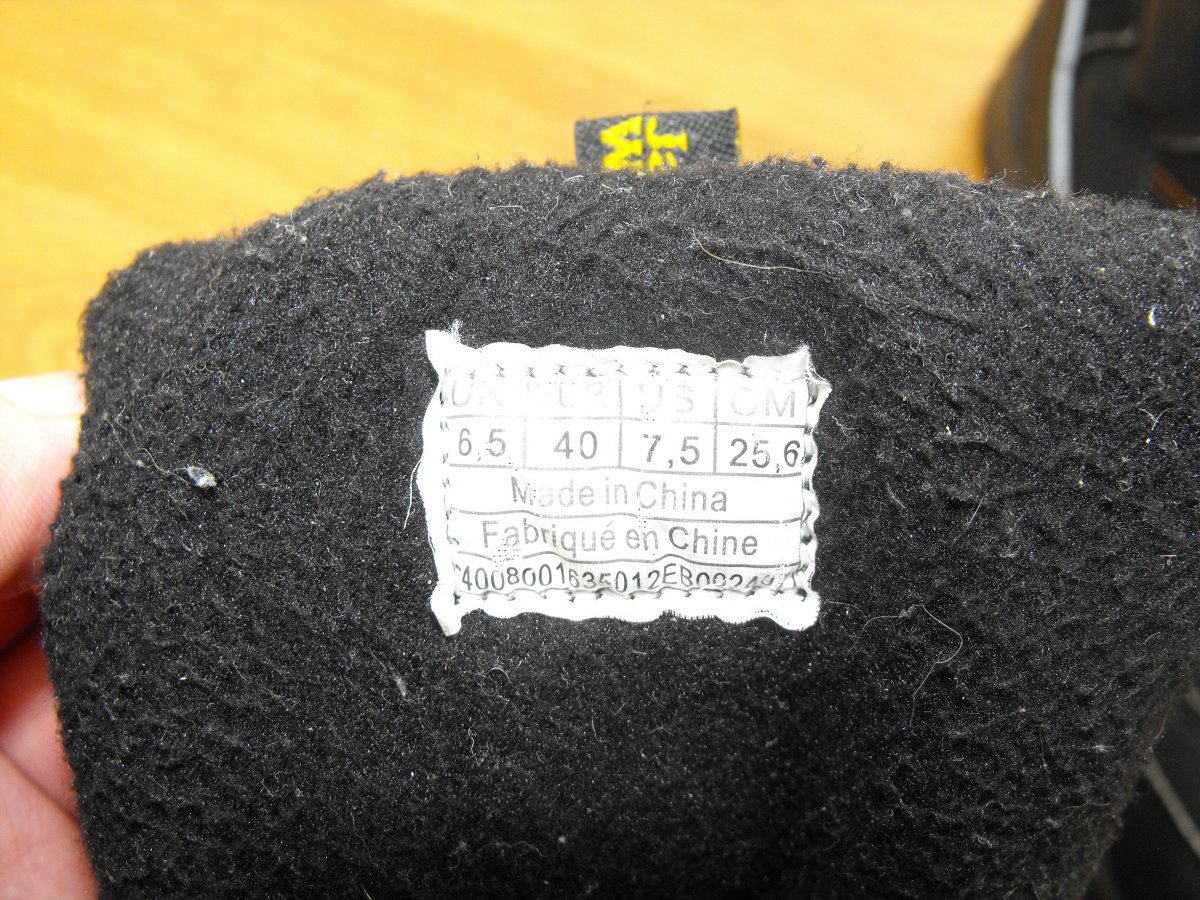 UK EUR US CM
6,5 40 7,5 25,6
Made in China
Fabriqué en Chine